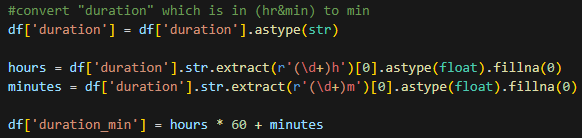 #convert "duration" which is in (hr&min) to min
df['duration'] = df['duration'].astype(str)
hours = df['duration'].str.extract(r'(\d+)h')[0].astype(float).fillna(0)
minutes = df['duration'].str.extract(r'(\d+)m')[0].astype(float).fillna(0)
df['duration_min'] = hours * 60 + minutes